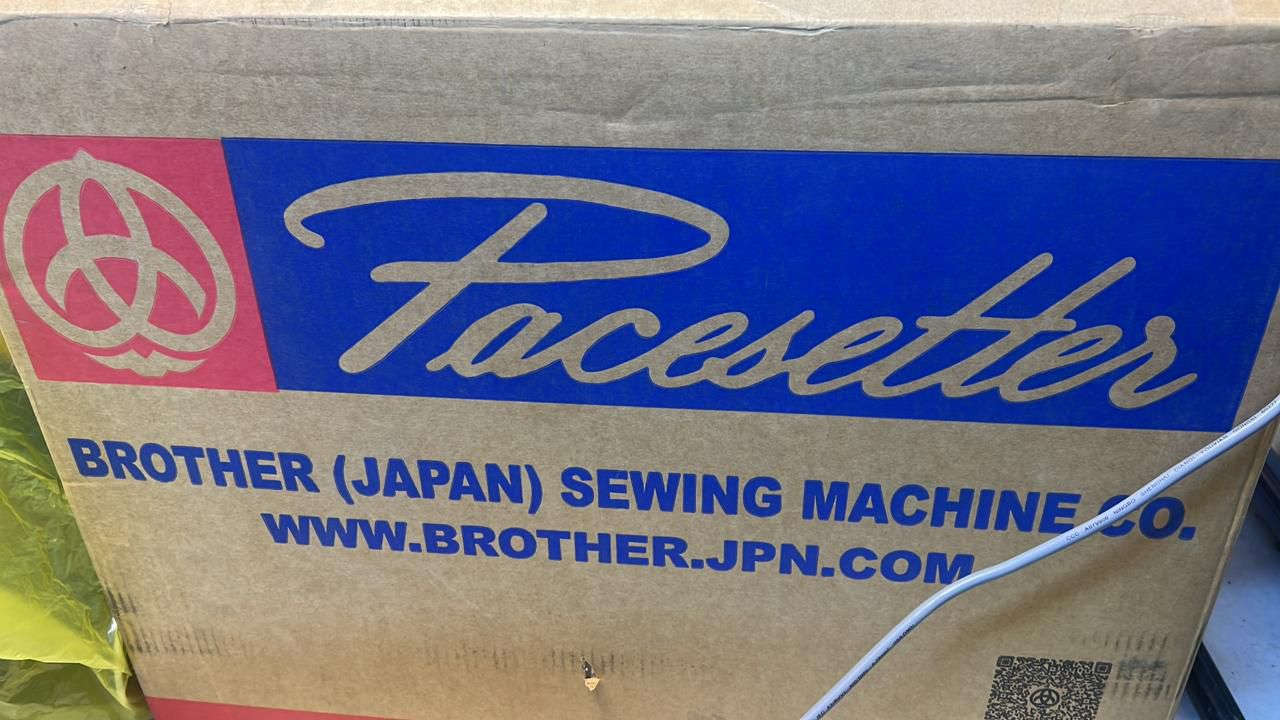 Pacesetter
BROTHER (JAPAN) SEWING MACHINE CO.
WWW.BROTHER.JPN.COM